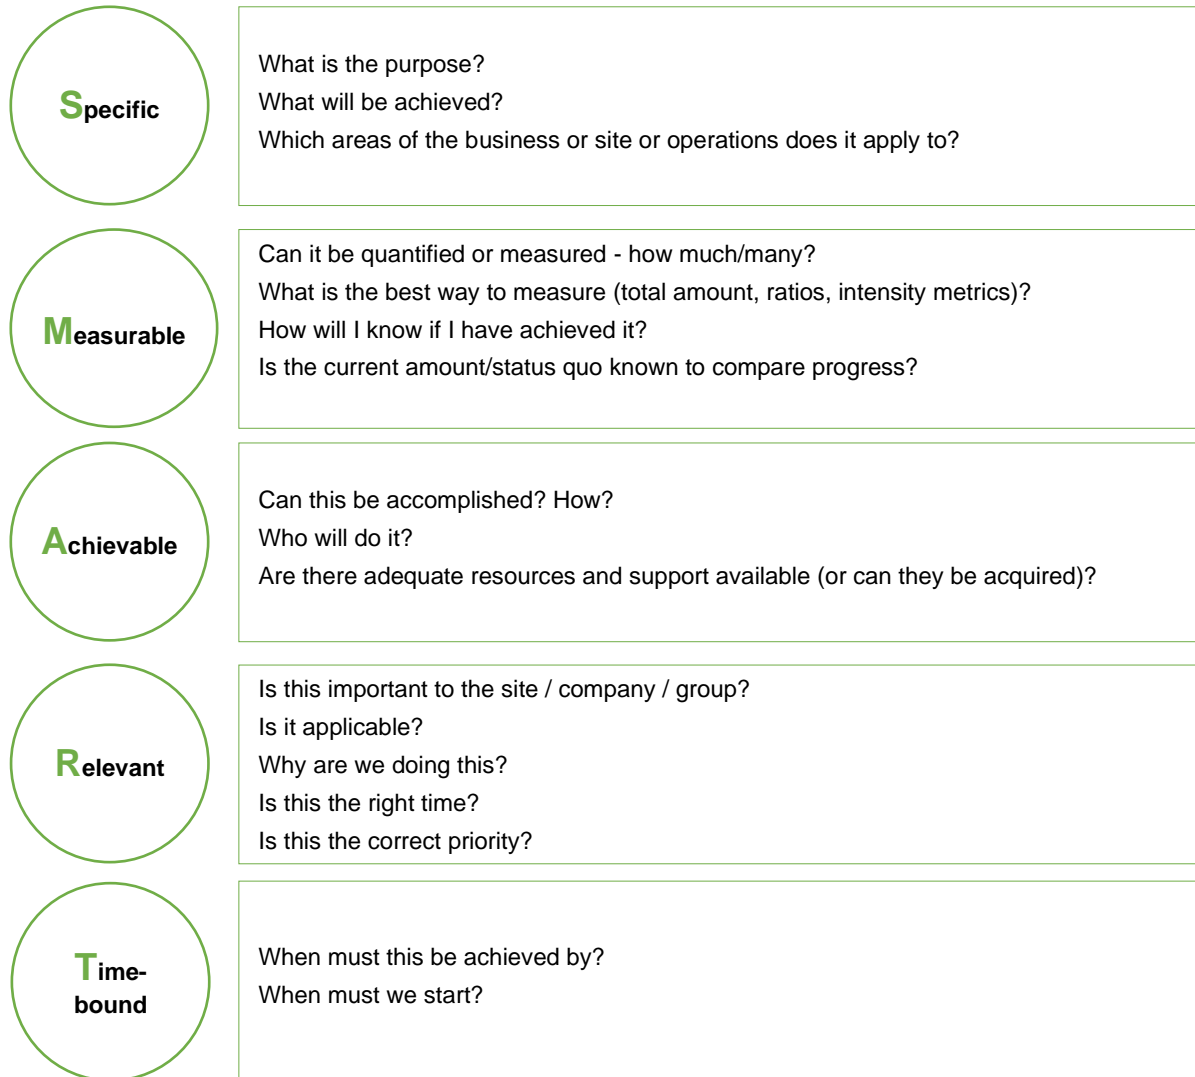 Specific
What is the purpose?
What will be achieved?
Which areas of the business or site or operations does it apply to?
Measurable
Can it be quantified or measured - how much/many?
What is the best way to measure (total amount, ratios, intensity metrics)?
How will I know if I have achieved it?
Is the current amount/status quo known to compare progress?
Achievable
Can this be accomplished? How?
Who will do it?
Are there adequate resources and support available (or can they be acquired)?
Relevant
Is this important to the site / company / group?
Is it applicable?
Why are we doing this?
Is this the right time?
Is this the correct priority?
Time-
bound
When must this be achieved by?
When must we start?